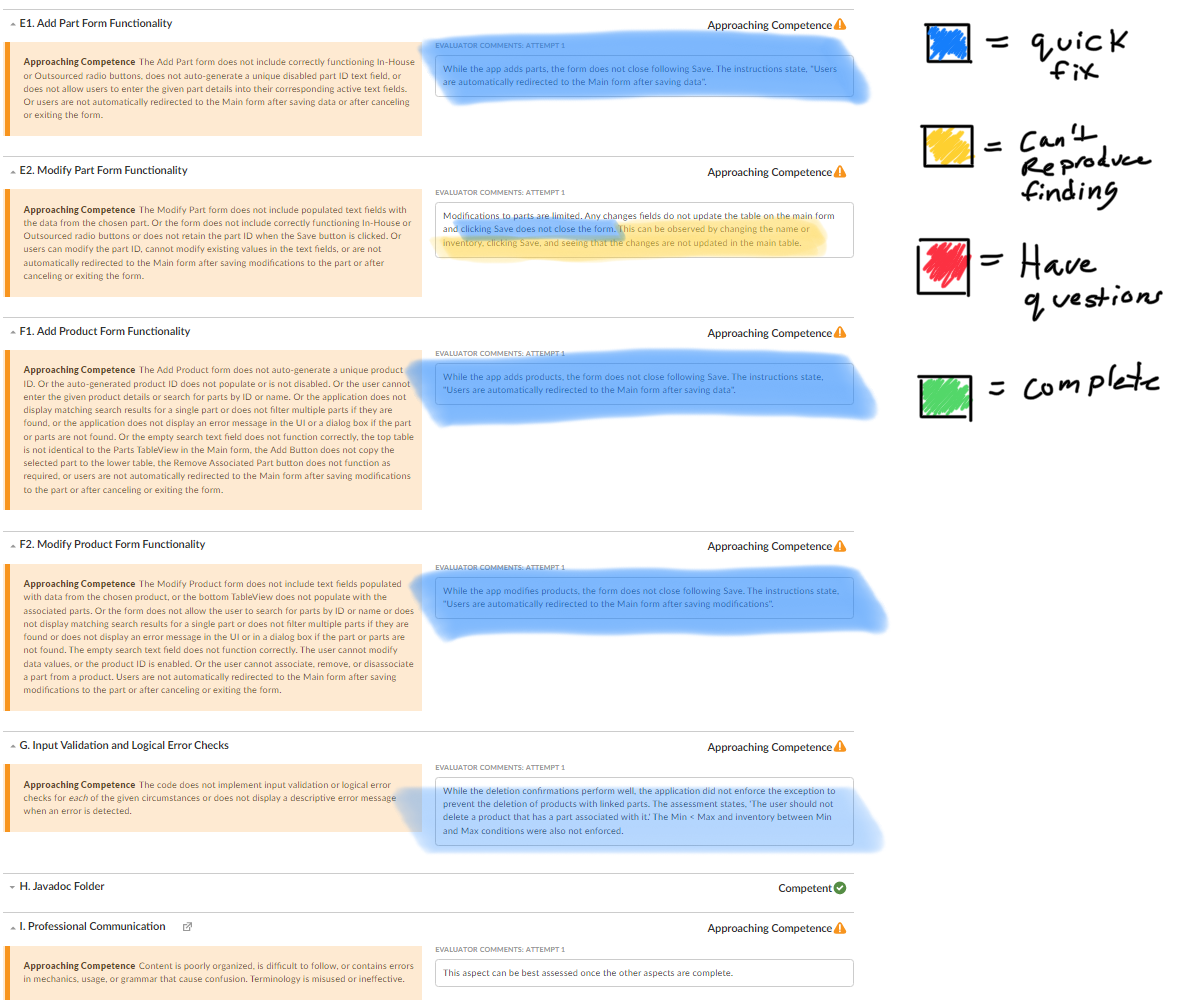 E1. Add Part Form Functionality
Approaching Competence
Approaching Competence The Add Part form does not include correctly functioning In-House
or Outsourced radio buttons, does not auto-generate a unique disabled part ID text field, or
does not allow users to enter the given part details into their corresponding active text fields.
Or users are not automatically redirected to the Main form after saving data or after canceling
or exiting the form.
EVALUATOR COMMENTS: ATTEMPT 1
While the app adds parts, the form does not close following Save. The instructions state, "Users
are automatically redirected to the Main form after saving data".
E2. Modify Part Form Functionality
Approaching Competence
Approaching Competence The Modify Part form does not include populated text fields with
the data from the chosen part. Or the form does not include correctly functioning In-House or
Outsourced radio buttons or does not retain the part ID when the Save button is clicked. Or
users can modify the part ID, cannot modify existing values in the text fields, or are not
automatically redirected to the Main form after saving modifications to the part or after
canceling or exiting the form.
EVALUATOR COMMENTS: ATTEMPT 1
Modifications to parts are limited. Any changes fields do not update the table on the main form
and clicking Save does not close the form. This can be observed by changing the name or
inventory, clicking Save, and seeing that the changes are not updated in the main table.
F1. Add Product Form Functionality
Approaching Competence
Approaching Competence The Add Product form does not auto-generate a unique product
ID. Or the auto-generated product ID does not populate or is not disabled. Or the user cannot
enter the given product details or search for parts by ID or name. Or the application does not
display matching search results for a single part or does not filter multiple parts if they are
found, or the application does not display an error message in the UI or a dialog box if the part
or parts are not found. Or the empty search text field does not function correctly, the top table
is not identical to the Parts TableView in the Main form, the Add Button does not copy the
selected part to the lower table, the Remove Associated Part button does not function as
required, or users are not automatically redirected to the Main form after saving modifications
to the part or after canceling or exiting the form.
EVALUATOR COMMENTS: ATTEMPT 1
While the app adds products, the form does not close following Save. The instructions state,
"Users are automatically redirected to the Main form after saving data".
F2. Modify Product Form Functionality
Approaching Competence
Approaching Competence The Modify Product form does not include text fields populated
with data from the chosen product, or the bottom TableView does not populate with the
associated parts. Or the form does not allow the user to search for parts by ID or name or does
not display matching search results for a single part or does not filter multiple parts if they are
found or does not display an error message in the UI or in a dialog box if the part or parts are
not found. The empty search text field does not function correctly. The user cannot modify
data values, or the product ID is enabled. Or the user cannot associate, remove, or disassociate
a part from a product. Users are not automatically redirected to the Main form after saving
modifications to the part or after canceling or exiting the form.
EVALUATOR COMMENTS: ATTEMPT 1
While the app modifies products, the form does not close following Save. The instructions state,
"Users are automatically redirected to the Main form after saving modifications".
G. Input Validation and Logical Error Checks
Approaching Competence
Approaching Competence The code does not implement input validation or logical error
checks for each of the given circumstances or does not display a descriptive error message
when an error is detected.
EVALUATOR COMMENTS: ATTEMPT 1
While the deletion confirmations perform well, the application did not enforce the exception to
prevent the deletion of products with linked parts. The assessment states, 'The user should not
delete a product that has a part associated with it.' The Min < Max and inventory between Min
and Max conditions were also not enforced.
H. Javadoc Folder
Competent
I. Professional Communication
Approaching Competence
Approaching Competence Content is poorly organized, is difficult to follow, or contains errors
in mechanics, usage, or grammar that cause confusion. Terminology is misused or ineffective.
EVALUATOR COMMENTS: ATTEMPT 1
This aspect can be best assessed once the other aspects are complete.
= quick
fix
= Can't
Reproduce
finding
= Have
questions
= complete